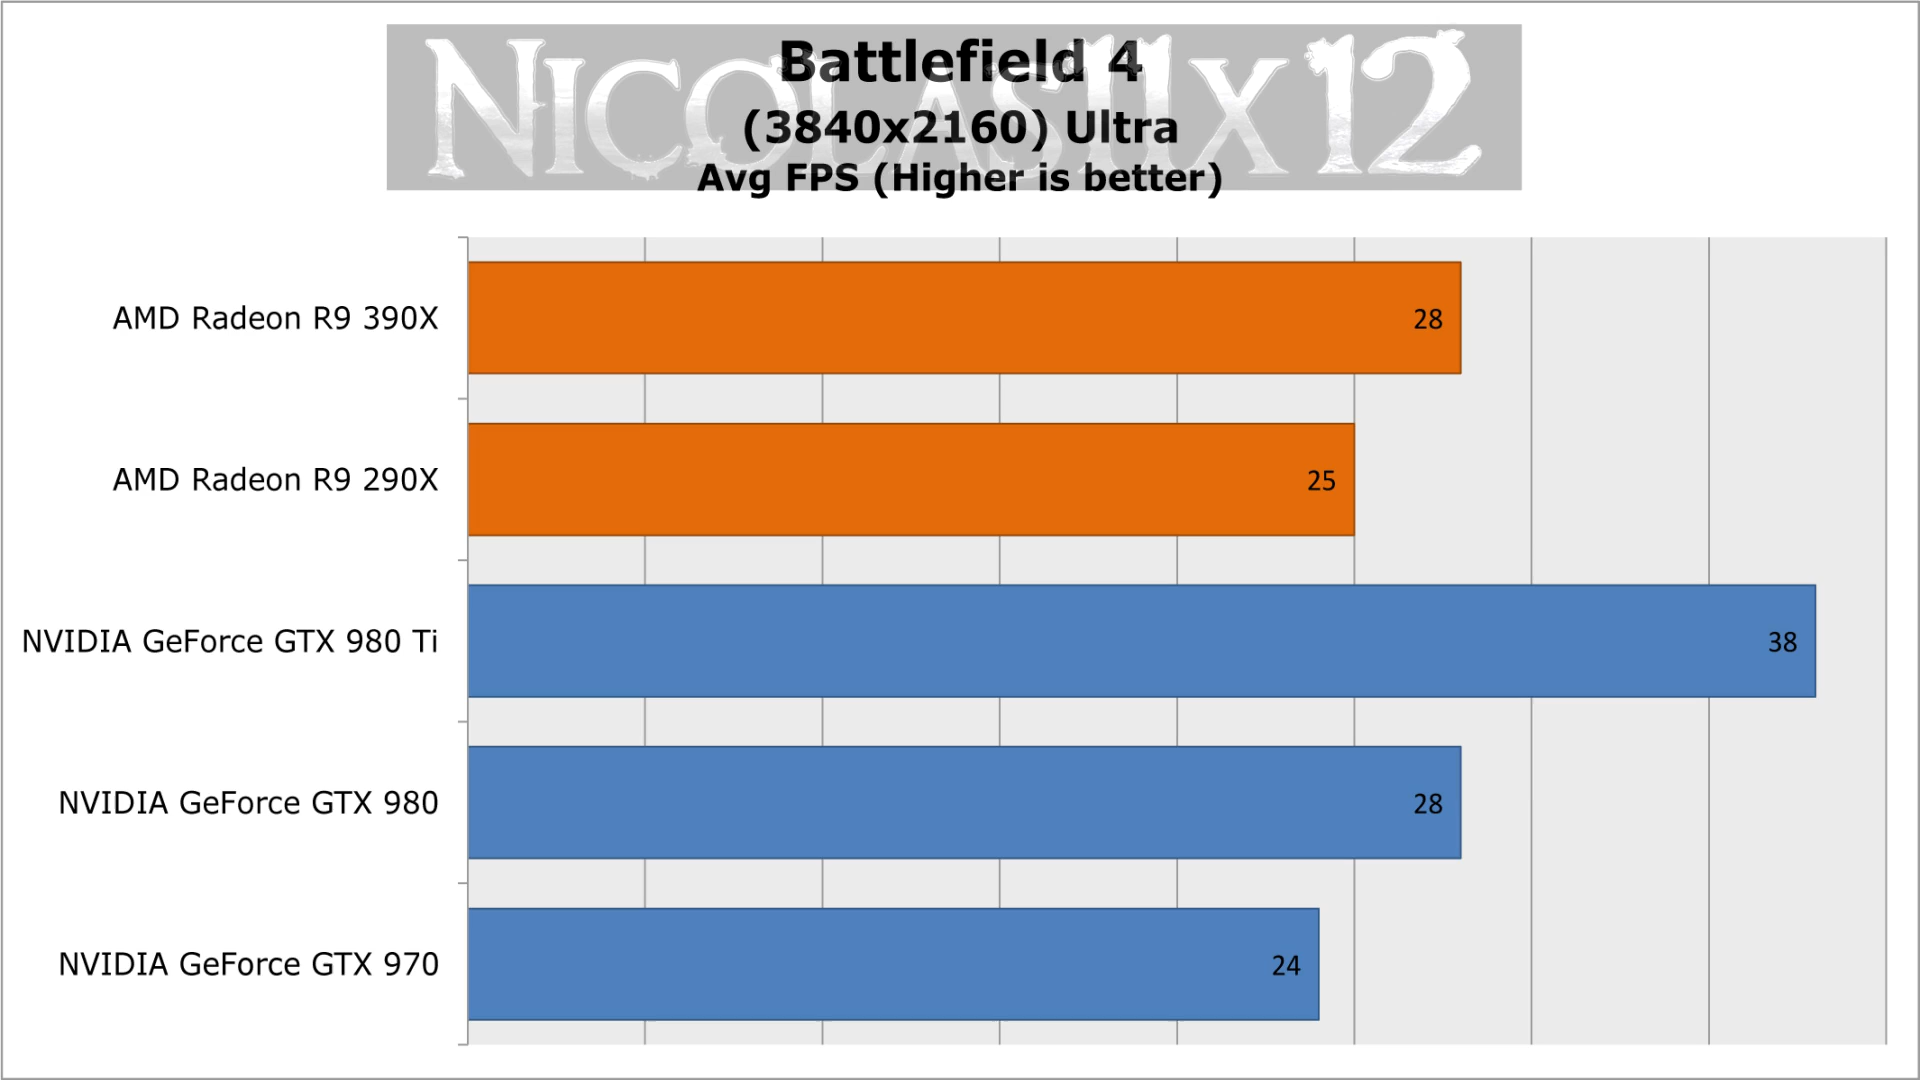 Nicolas11x12
Battlefield 4
(3840x2160) Ultra
Avg FPS (Higher is better)
AMD Radeon R9 390X
28
AMD Radeon R9 290X
25
NVIDIA GeForce GTX 980 Ti
38
NVIDIA GeForce GTX 980
28
NVIDIA GeForce GTX 970
24